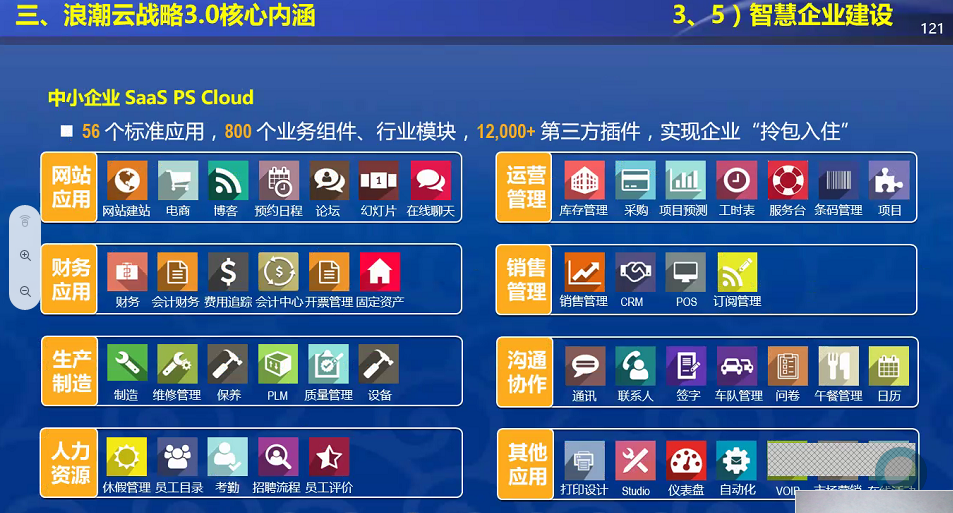 三、浪潮云战略3.0核心内涵
3、5）智慧企业建设
121
中小企业 SaaS PS Cloud
■ 56 个标准应用，800 个业务组件、行业模块，12,000+ 第三方插件，实现企业“拎包入住”
网站应用
网站建站 电商 博客 预约日程 论坛 幻灯片 在线聊天
运营管理
库存管理 采购 项目预测 工时表 服务台 条码管理 项目
财务应用
财务 会计财务 费用追踪 会计中心 开票管理 固定资产
销售管理
销售管理 CRM POS 订阅管理
生产制造
制造 维修管理 保养 PLM 质量管理 设备
沟通协作
通讯 联系人 签字 车队管理 问卷 午餐管理 日历
人力资源
休假管理 员工目录 考勤 招聘流程 员工评价
其他应用
打印设计 Studio 仪表盘 自动化 VOIP 市场营销 在线活动